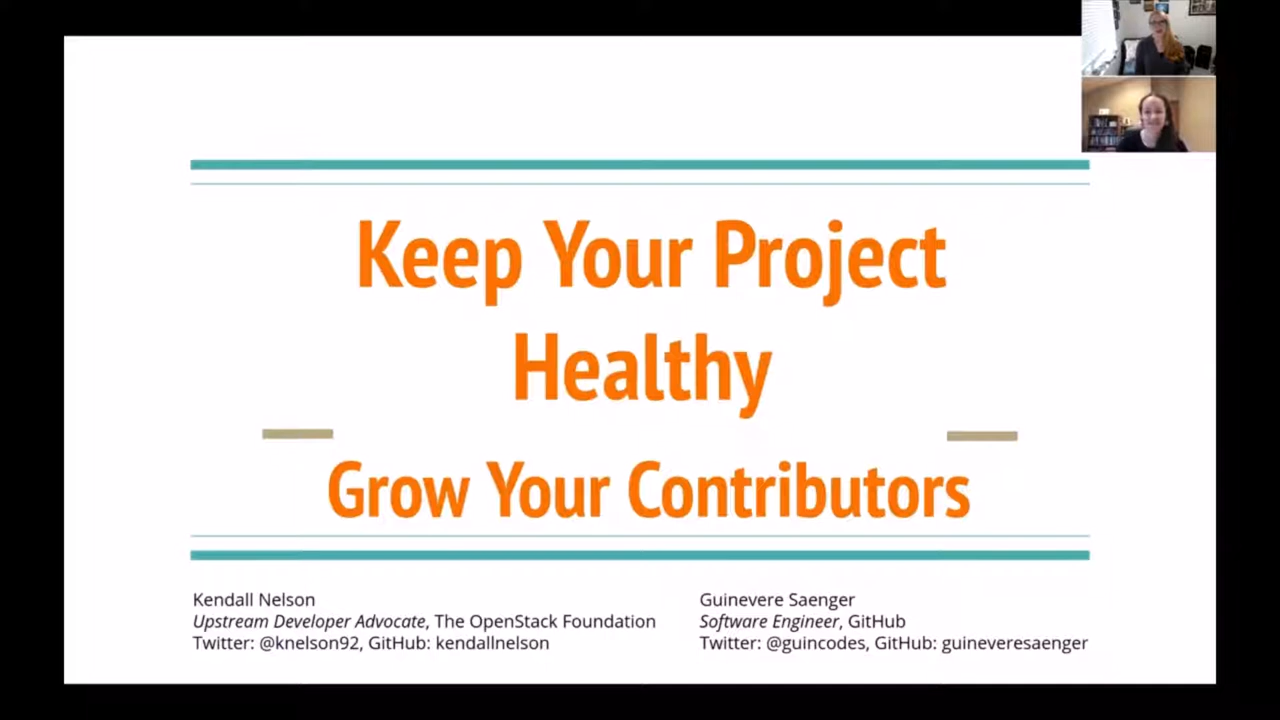 Keep Your Project
Healthy
Grow Your Contributors
Kendall Nelson
Upstream Developer Advocate, The OpenStack Foundation
Twitter: @knelson92, GitHub: kendallnelson
Guinevere Saenger
Software Engineer, GitHub
Twitter: @guincodes, GitHub: guineveresaenger